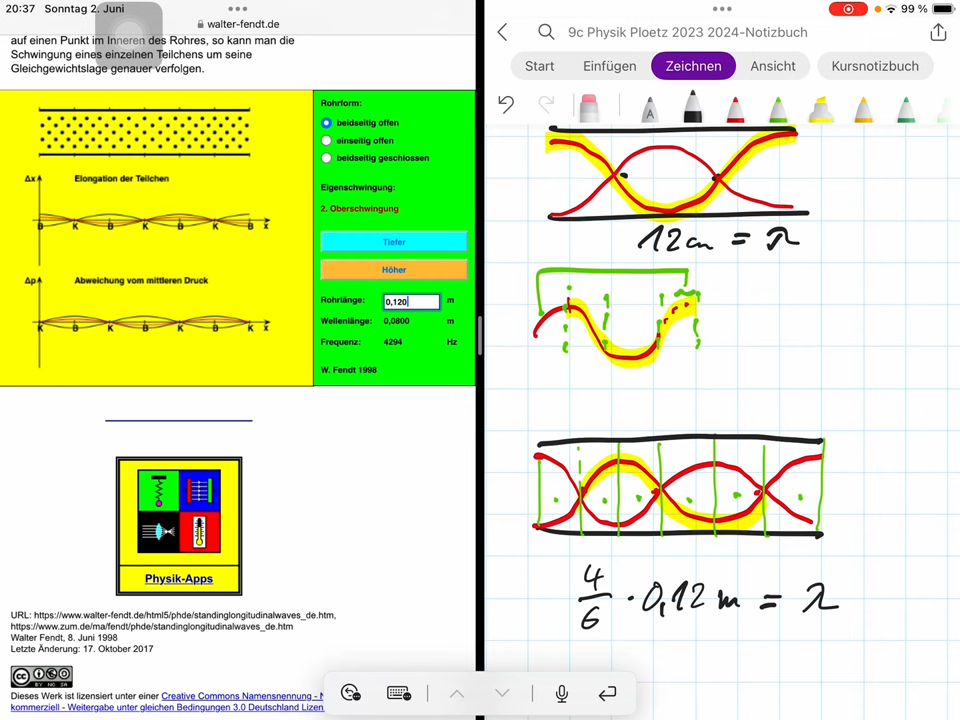 20:37 Sonntag 2. Juni
walter-fendt.de
auf einen Punkt im Inneren des Rohres, so kann man die
Schwingung eines einzelnen Teilchens um seine
Gleichgewichtslage genauer verfolgen.
Δx
Elongation der Teilchen
B K B K B K B x
Δp
Abweichung vom mittleren Druck
K B K B K B K x
Rohrform:
beidseitig offen
einseitig offen
beidseitig geschlossen
Eigenschwingung:
2. Oberschwingung
Tiefer
Höher
Rohrlänge: 0,120 m
Wellenlänge: 0,0800 m
Frequenz: 4294 Hz
W. Fendt 1998
Physik-Apps
URL: https://www.walter-fendt.de/html5/phde/standinglongitudinalwaves_de.htm,
https://www.zum.de/ma/fendt/phde/standinglongitudinalwaves_de.htm
Walter Fendt, 8. Juni 1998
Letzte Änderung: 17. Oktober 2017
cc BY NC SA
Dieses Werk ist lizensiert unter einer Creative Commons Namensnennung - N
kommerziell - Weitergabe unter gleichen Bedingungen 3.0 Deutschland Lizen
99 %
9c Physik Ploetz 2023 2024-Notizbuch
Start Einfügen Zeichnen Ansicht Kursnotizbuch
A
12cm = λ
4/6 · 0,12 m = λ